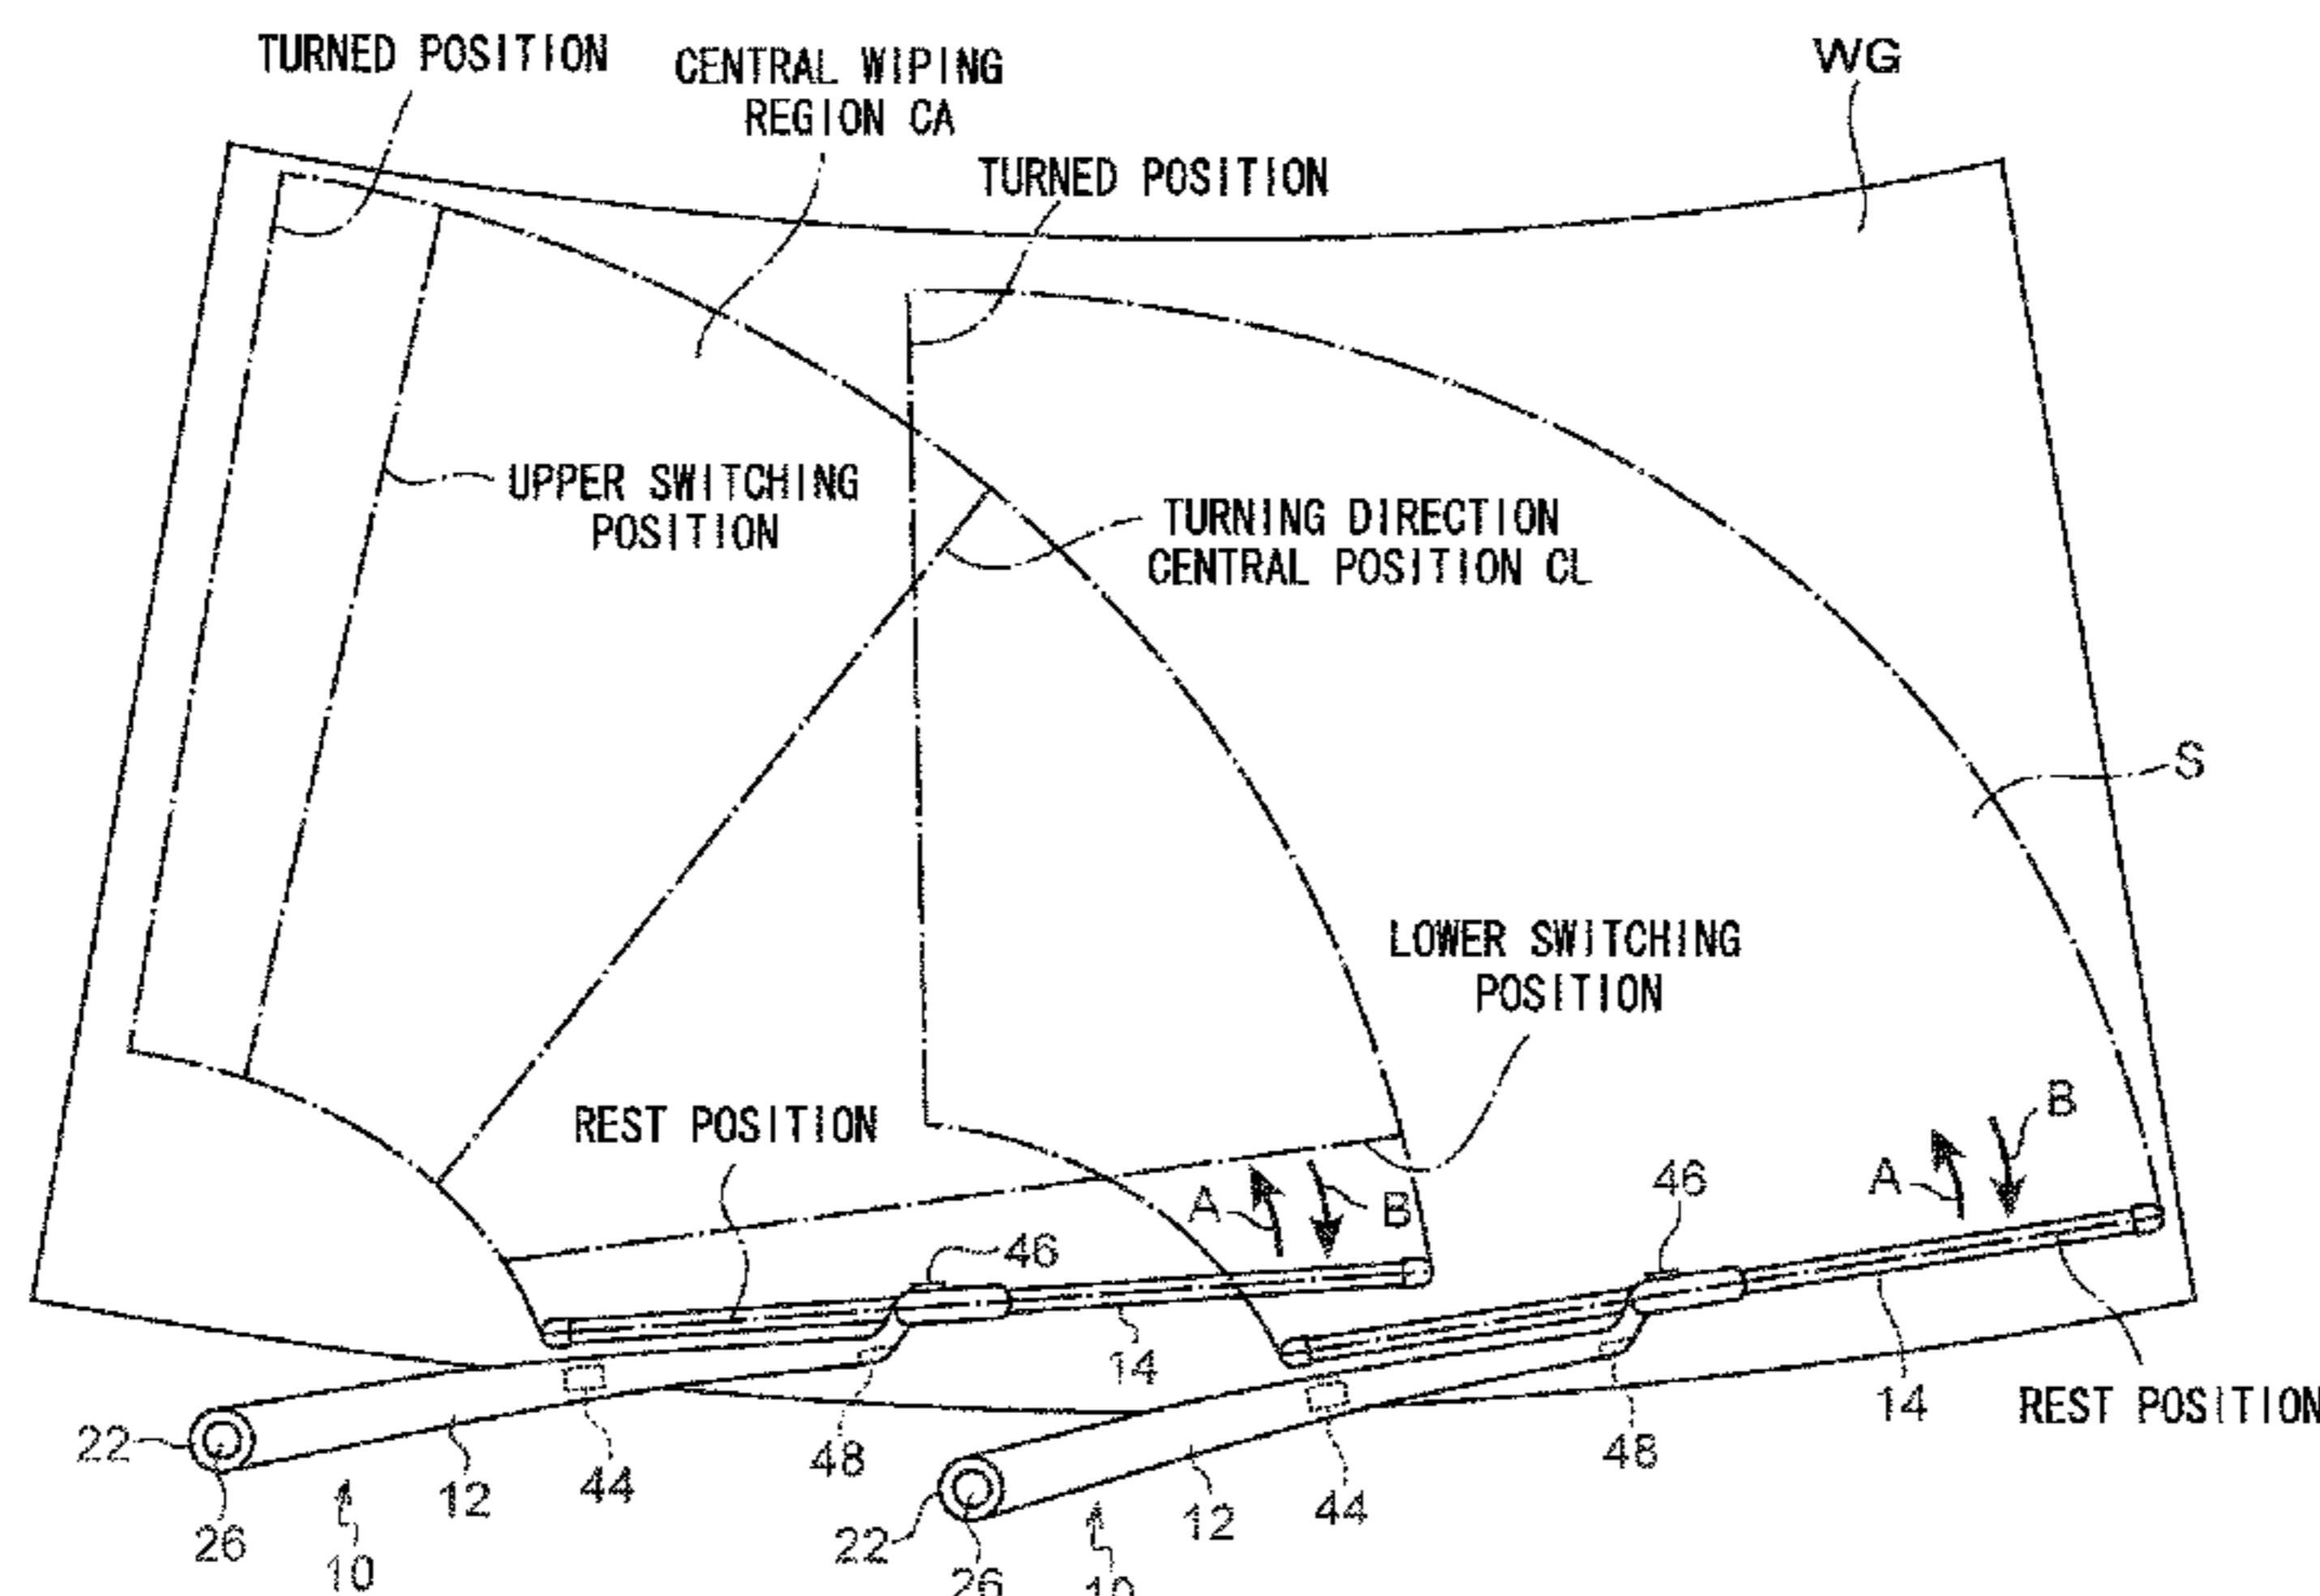 TURNED POSITION
CENTRAL WIPING
REGION CA
WG
TURNED POSITION
UPPER SWITCHING
POSITION
TURNING DIRECTION
CENTRAL POSITION CL
S
LOWER SWITCHING
POSITION
REST POSITION
A
B
A
B
46
46
14
14
REST POSITION
22
26
10
12
44
48
22
26
10
12
44
48